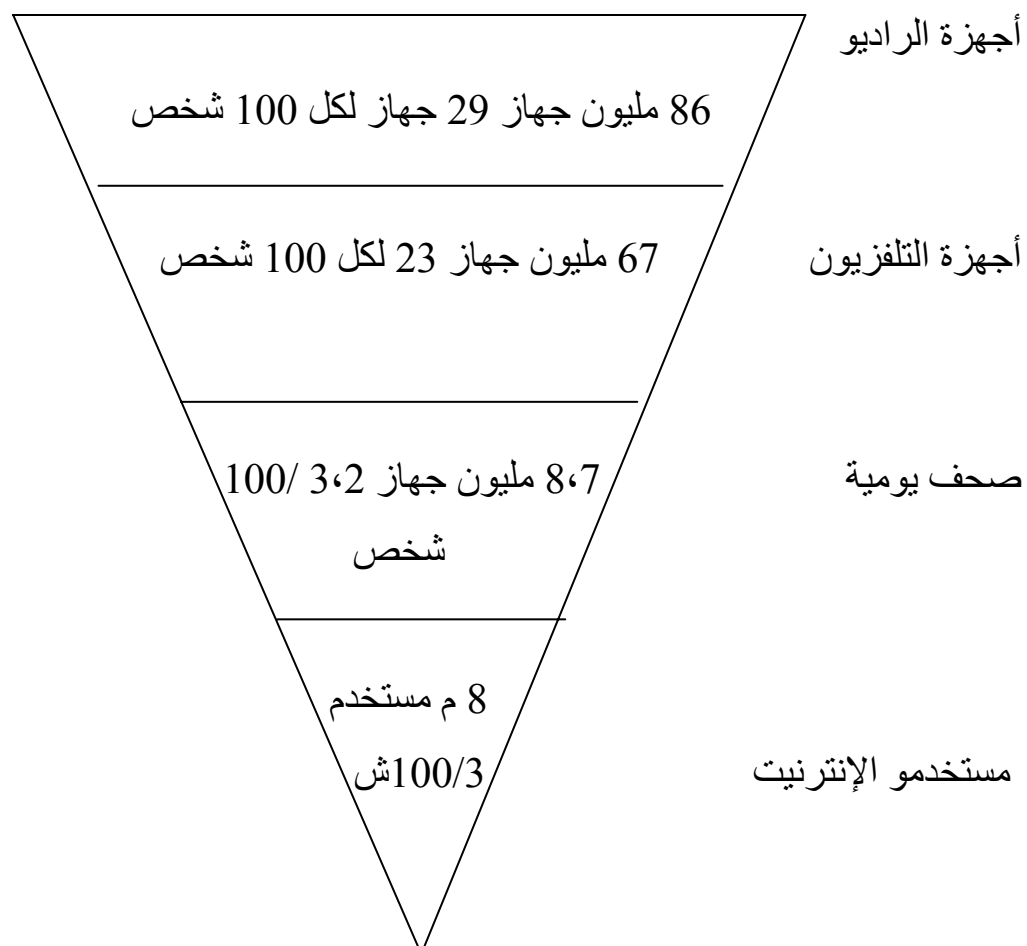 أجهزة الراديو
86 مليون جهاز 29 جهاز لكل 100 شخص
أجهزة التلفزيون
67 مليون جهاز 23 لكل 100 شخص
صحف يومية
8،7 مليون جهاز 3،2 /100
شخص
8 م مستخدم
مستخدمو الإنترنيت
100/3ش